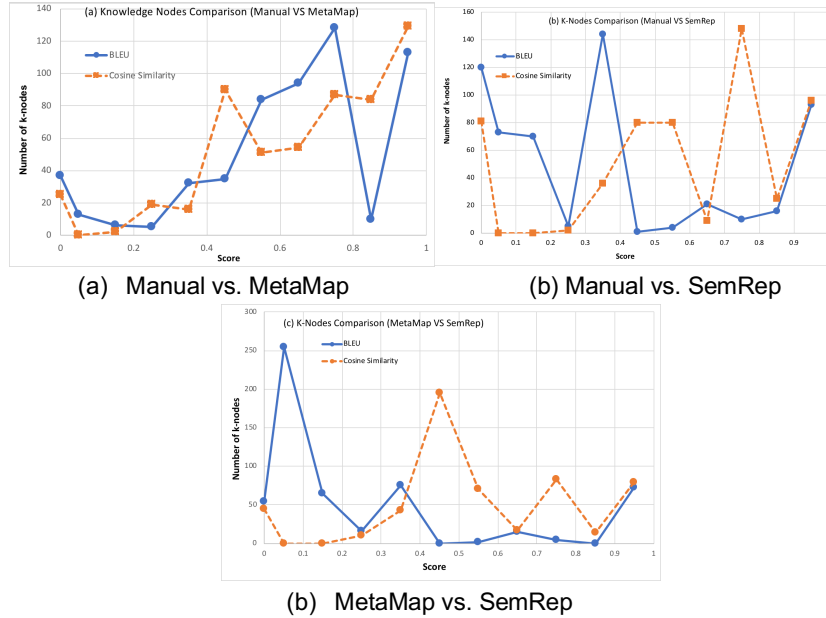 (a) Knowledge Nodes Comparison (Manual VS MetaMap)
BLEU
Cosine Similarity
Number of k-nodes
140
120
100
80
60
40
20
0
0
0.2
0.4
0.6
0.8
1
Score
(a) Manual vs. MetaMap
(b) K-Nodes Comparison (Manual VS SemRep)
BLEU
Cosine Similarity
Number of k-nodes
160
140
120
100
80
60
40
20
0
0
0.1
0.2
0.3
0.4
0.5
0.6
0.7
0.8
0.9
Score
(b) Manual vs. SemRep
(c) K-Nodes Comparison (MetaMap VS SemRep)
BLEU
Cosine Similarity
Number of k-nodes
300
250
200
150
100
50
0
0
0.1
0.2
0.3
0.4
0.5
0.6
0.7
0.8
0.9
1
Score
(b) MetaMap vs. SemRep